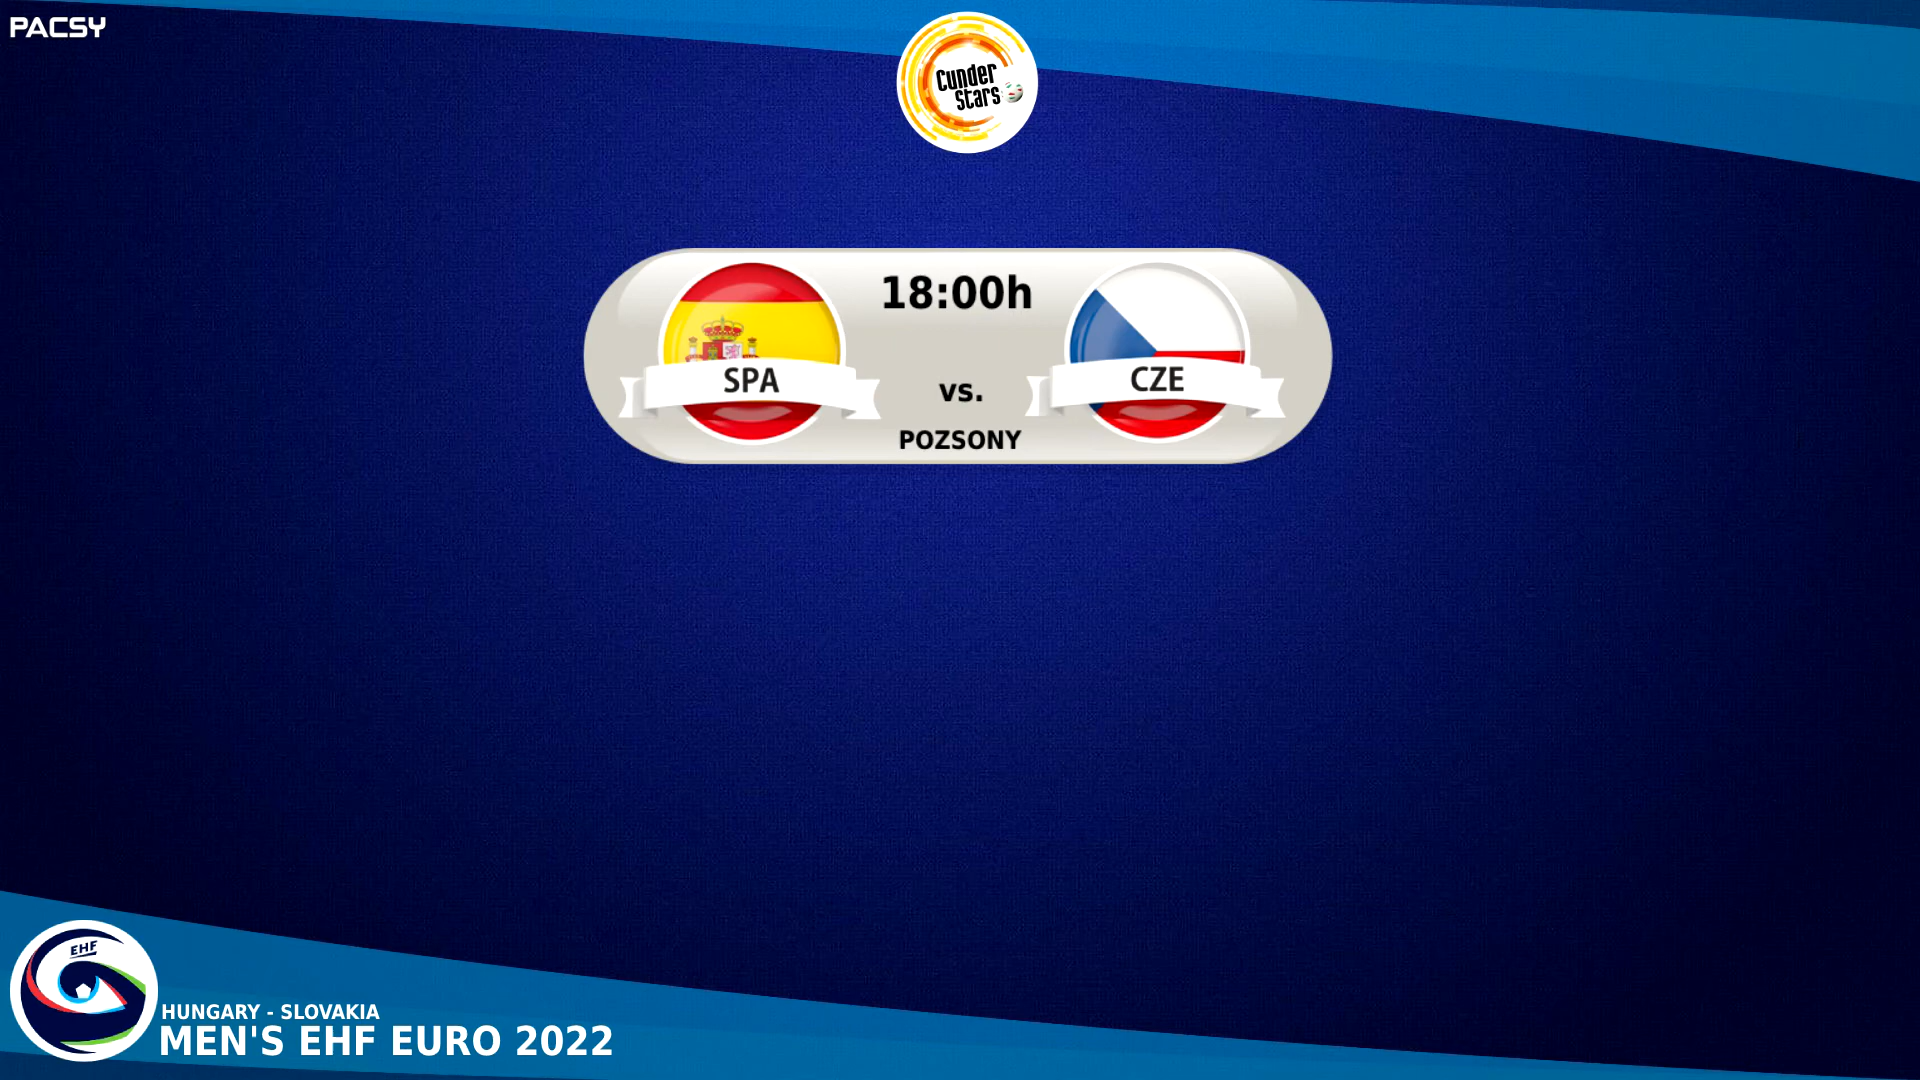 PACSY
Cunder
Stars
18:00h
SPA
CZE
vs.
POZSONY
EHF
HUNGARY - SLOVAKIA
MEN'S EHF EURO 2022